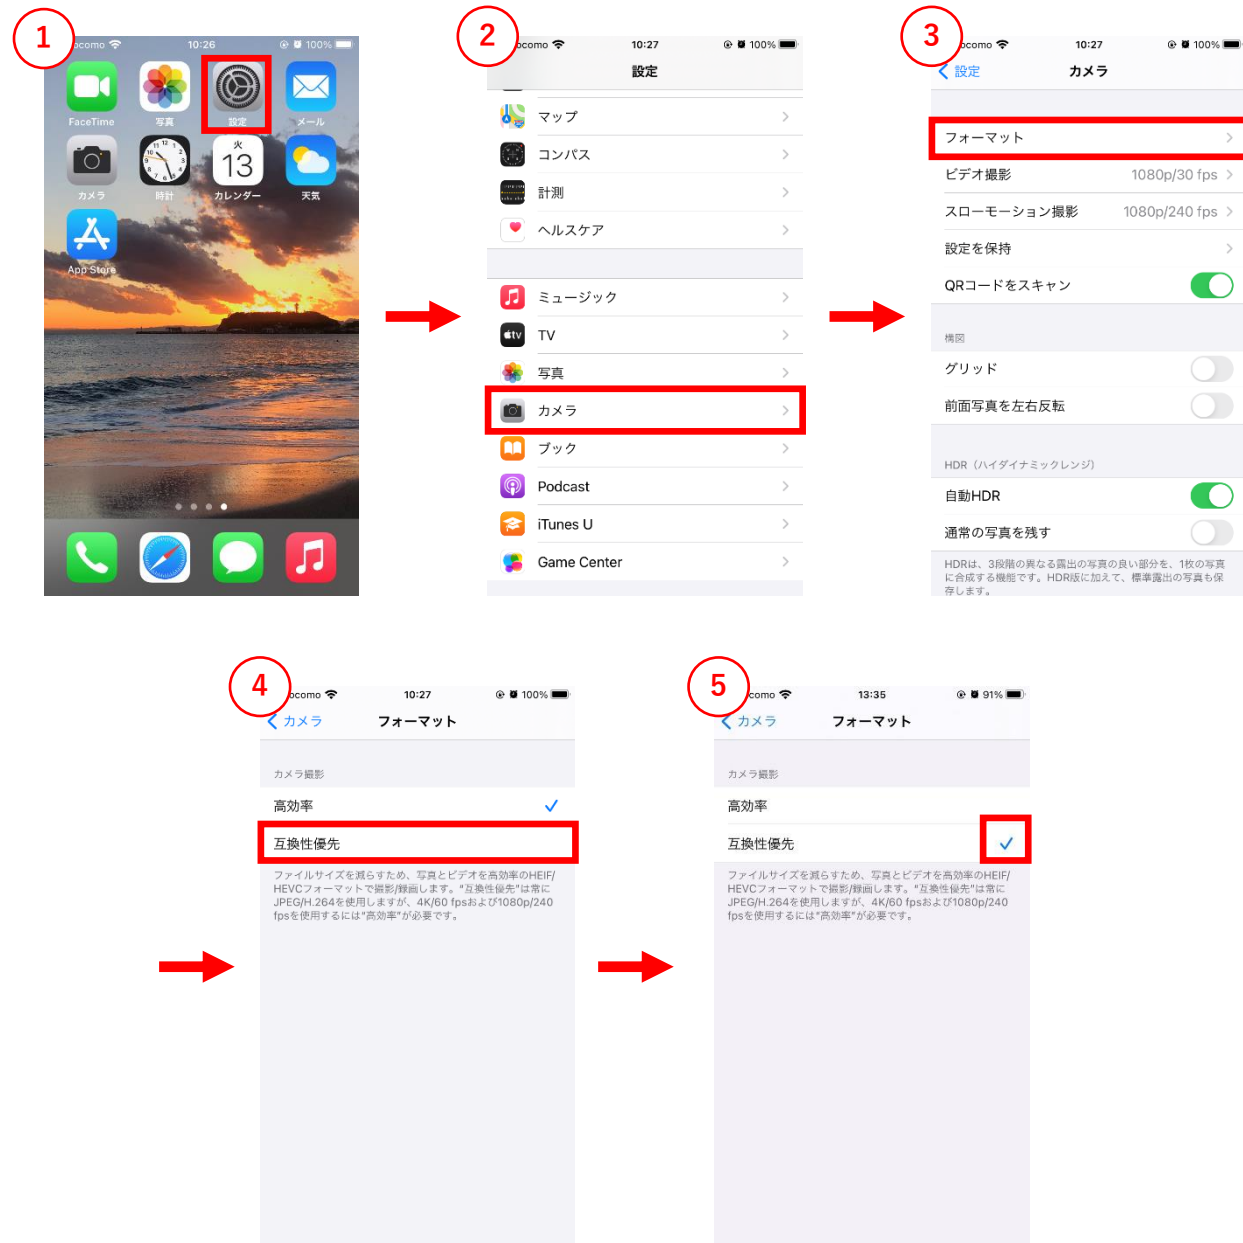 1
ocomo 10:26 100%
FaceTime 写真 設定 メール
火
13
カメラ 時計 カレンダー 天気
App Store
2
ocomo 10:27 100%
設定
マップ
コンパス
計測
ヘルスケア
ミュージック
tv TV
写真
カメラ
ブック
Podcast
iTunes U
Game Center
3
ocomo 10:27 100%
設定 カメラ
フォーマット
ビデオ撮影 1080p/30 fps
スローモーション撮影 1080p/240 fps
設定を保持
QRコードをスキャン
構図
グリッド
前面写真を左右反転
HDR（ハイダイナミックレンジ）
自動HDR
通常の写真を残す
HDRは、3段階の異なる露出の写真の良い部分を、1枚の写真
に合成する機能です。HDR版に加えて、標準露出の写真も保
存します。
4
ocomo 10:27 100%
カメラ フォーマット
カメラ撮影
高効率
互換性優先
ファイルサイズを減らすため、写真とビデオを高効率のHEIF/
HEVCフォーマットで撮影/録画します。“互換性優先”は常に
JPEG/H.264を使用しますが、4K/60 fpsおよび1080p/240
fpsを使用するには“高効率”が必要です。
5
como 13:35 91%
カメラ フォーマット
カメラ撮影
高効率
互換性優先
ファイルサイズを減らすため、写真とビデオを高効率のHEIF/
HEVCフォーマットで撮影/録画します。“互換性優先”は常に
JPEG/H.264を使用しますが、4K/60 fpsおよび1080p/240
fpsを使用するには“高効率”が必要です。